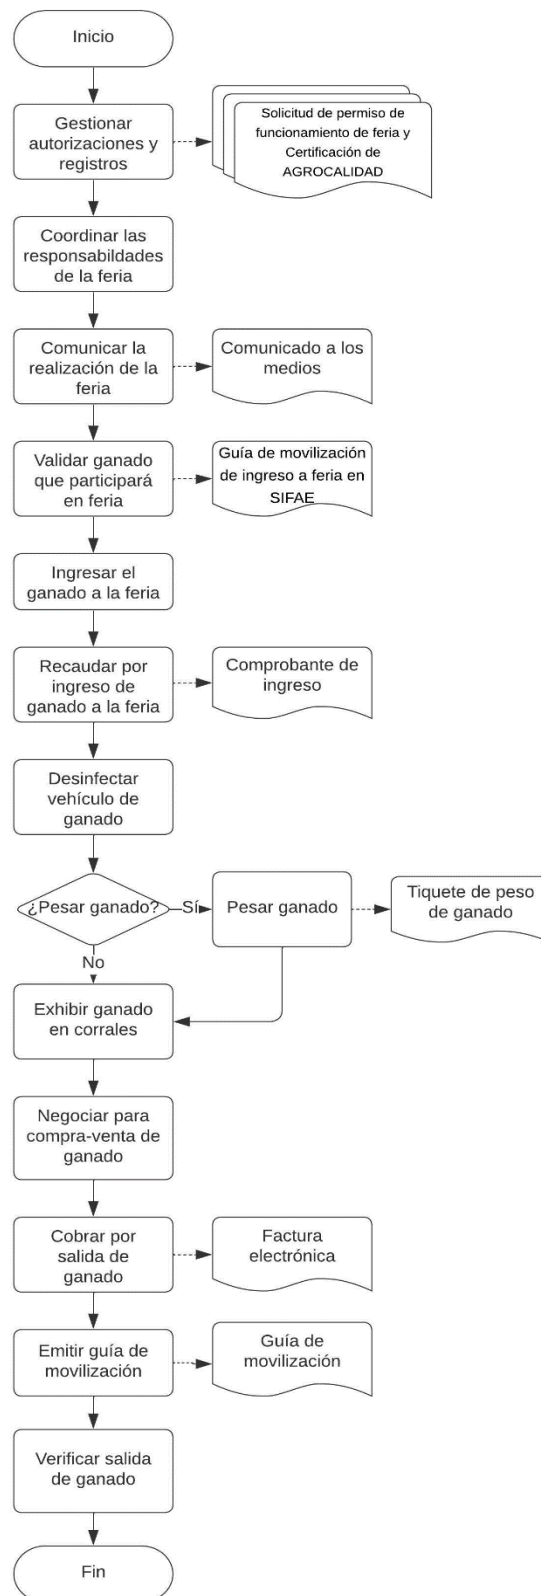 Inicio
Gestionar
autorizaciones y
registros
Solicitud de permiso de
funcionamiento de feria y
Certificación de
AGROCALIDAD
Coordinar las
responsabildades
de la feria
Comunicar la
realización de la
feria
Comunicado a los
medios
Validar ganado
que participará
en feria
Guía de movilización
de ingreso a feria en
SIFAE
Ingresar el
ganado a la feria
Recaudar por
ingreso de
ganado a la feria
Comprobante de
ingreso
Desinfectar
vehículo de
ganado
¿Pesar ganado?
Sí
Pesar ganado
Tiquete de peso
de ganado
No
Exhibir ganado
en corrales
Negociar para
compra-venta de
ganado
Cobrar por
salida de
ganado
Factura
electrónica
Emitir guía de
movilización
Guía de
movilización
Verificar salida
de ganado
Fin